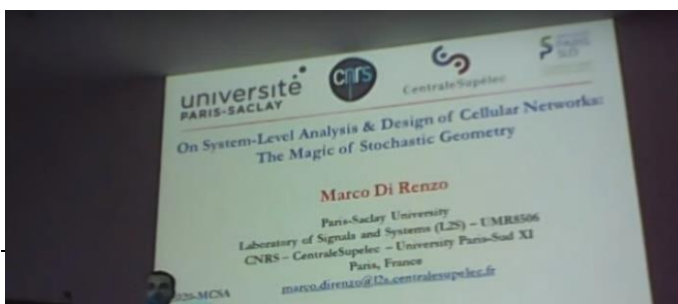 université
PARIS-SACLAY
cnrs
CentraleSupélec
On System-Level Analysis & Design of Cellular Networks:
The Magic of Stochastic Geometry
Marco Di Renzo
Paris-Saclay University
Laboratory of Signals and Systems (L2S) – UMR8506
CNRS – CentraleSupelec – University Paris-Sud XI
Paris, France
marco.direnzo@l2s.centralesupelec.fr
-MCSA